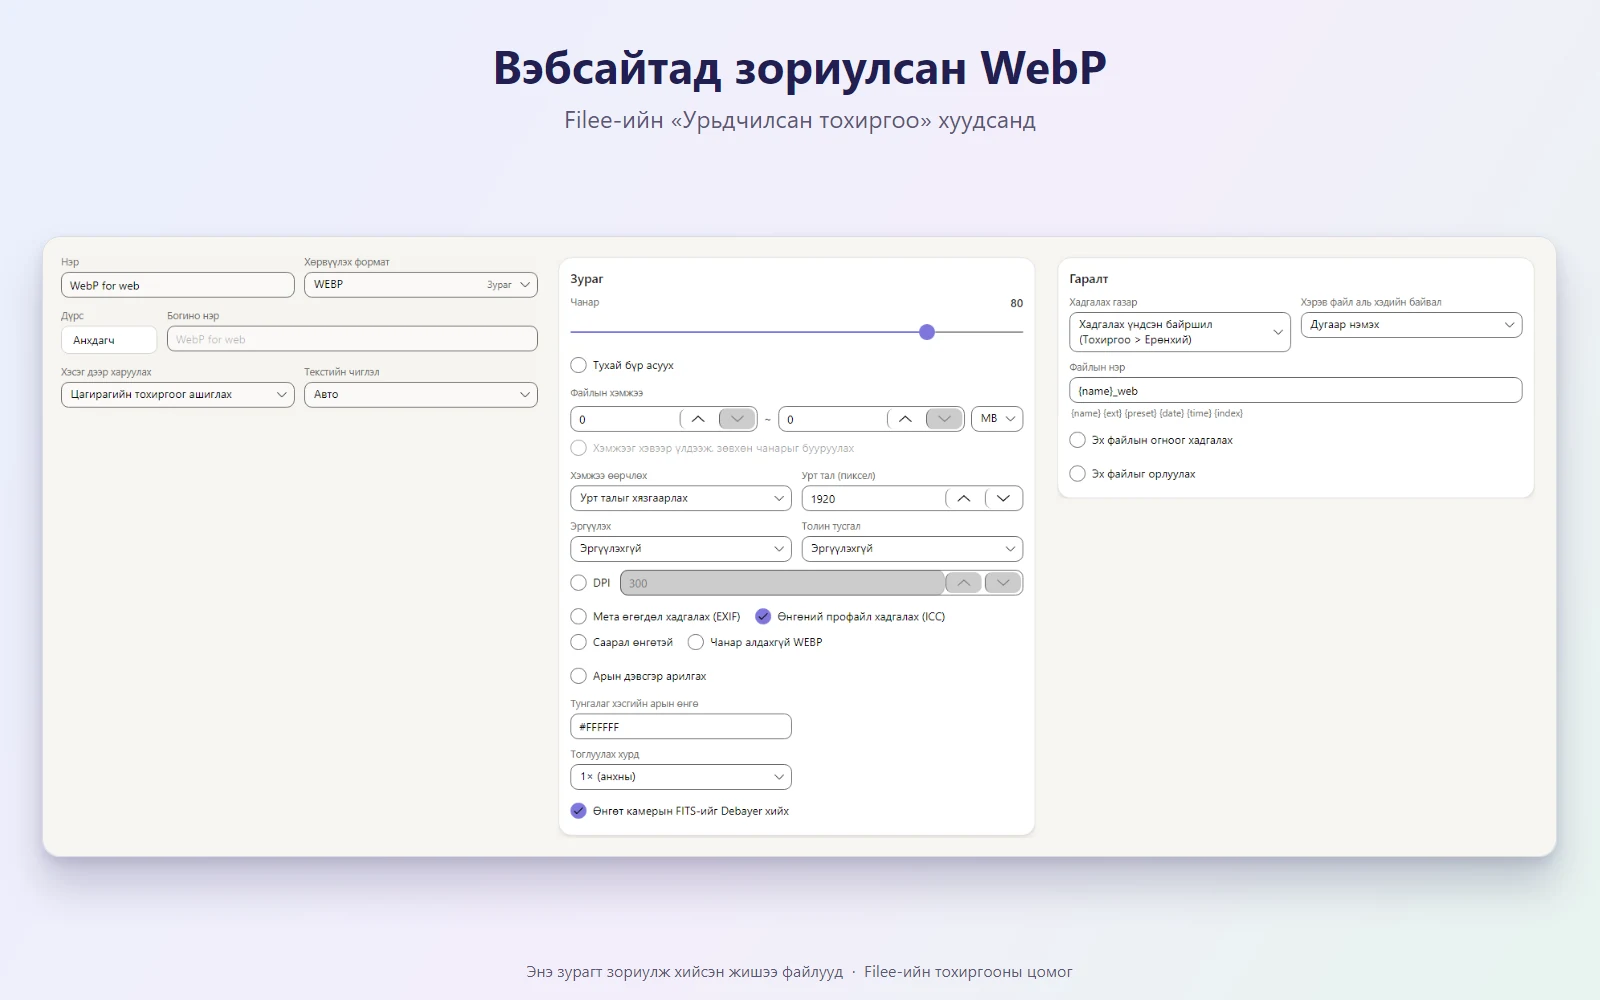 Вэбсайтад зориулсан WebP
Filee-ийн «Урьдчилсан тохиргоо» хуудсанд
Нэр
WebP for web
Хөрвүүлэх формат
WEBP
Зураг
Дүрс
Анхдагч
Богино нэр
WebP for web
Хэсэг дээр харуулах
Цагирагийн тохиргоог ашиглах
Текстийн чиглэл
Авто
Зураг
Чанар
80
Тухай бүр асуух
Файлын хэмжээ
0
~
0
MB
Хэмжээг хэвээр үлдээж, зөвхөн чанарыг бууруулах
Хэмжээ өөрчлөх
Урт талыг хязгаарлах
Урт тал (пиксел)
1920
Эргүүлэх
Эргүүлэхгүй
Толин тусгал
Эргүүлэхгүй
DPI
300
Мета өгөгдөл хадгалах (EXIF)
Өнгөний профайл хадгалах (ICC)
Саарал өнгөтэй
Чанар алдахгүй WEBP
Арын дэвсгэр арилгах
Тунгалаг хэсгийн арын өнгө
#FFFFFF
Тоглуулах хурд
1× (анхны)
Өнгөт камерын FITS-ийг Debayer хийх
Гаралт
Хадгалах газар
Хадгалах үндсэн байршил
(Тохиргоо > Ерөнхий)
Хэрэв файл аль хэдийн байвал
Дугаар нэмэх
Файлын нэр
{name}_web
{name} {ext} {preset} {date} {time} {index}
Эх файлын огноог хадгалах
Эх файлыг орлуулах
Энэ зурагт зориулж хийсэн жишээ файлууд · Filee-ийн тохиргооны цомог